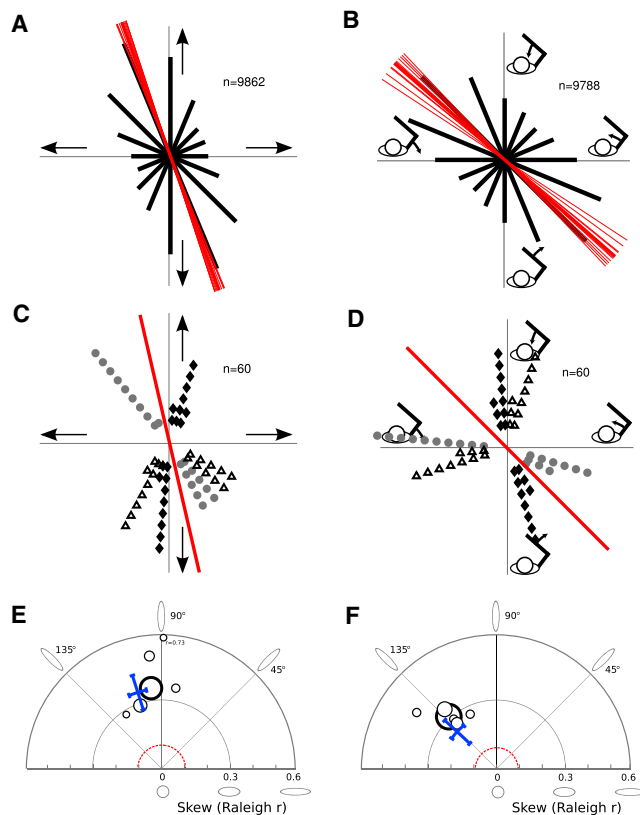 A
n=9862
B
n=9788
C
n=60
D
n=60
E
90°
135°
45°
r=0.73
0
0.3
0.6
Skew (Raleigh r)
F
90°
135°
45°
0
0.3
0.6
Skew (Raleigh r)